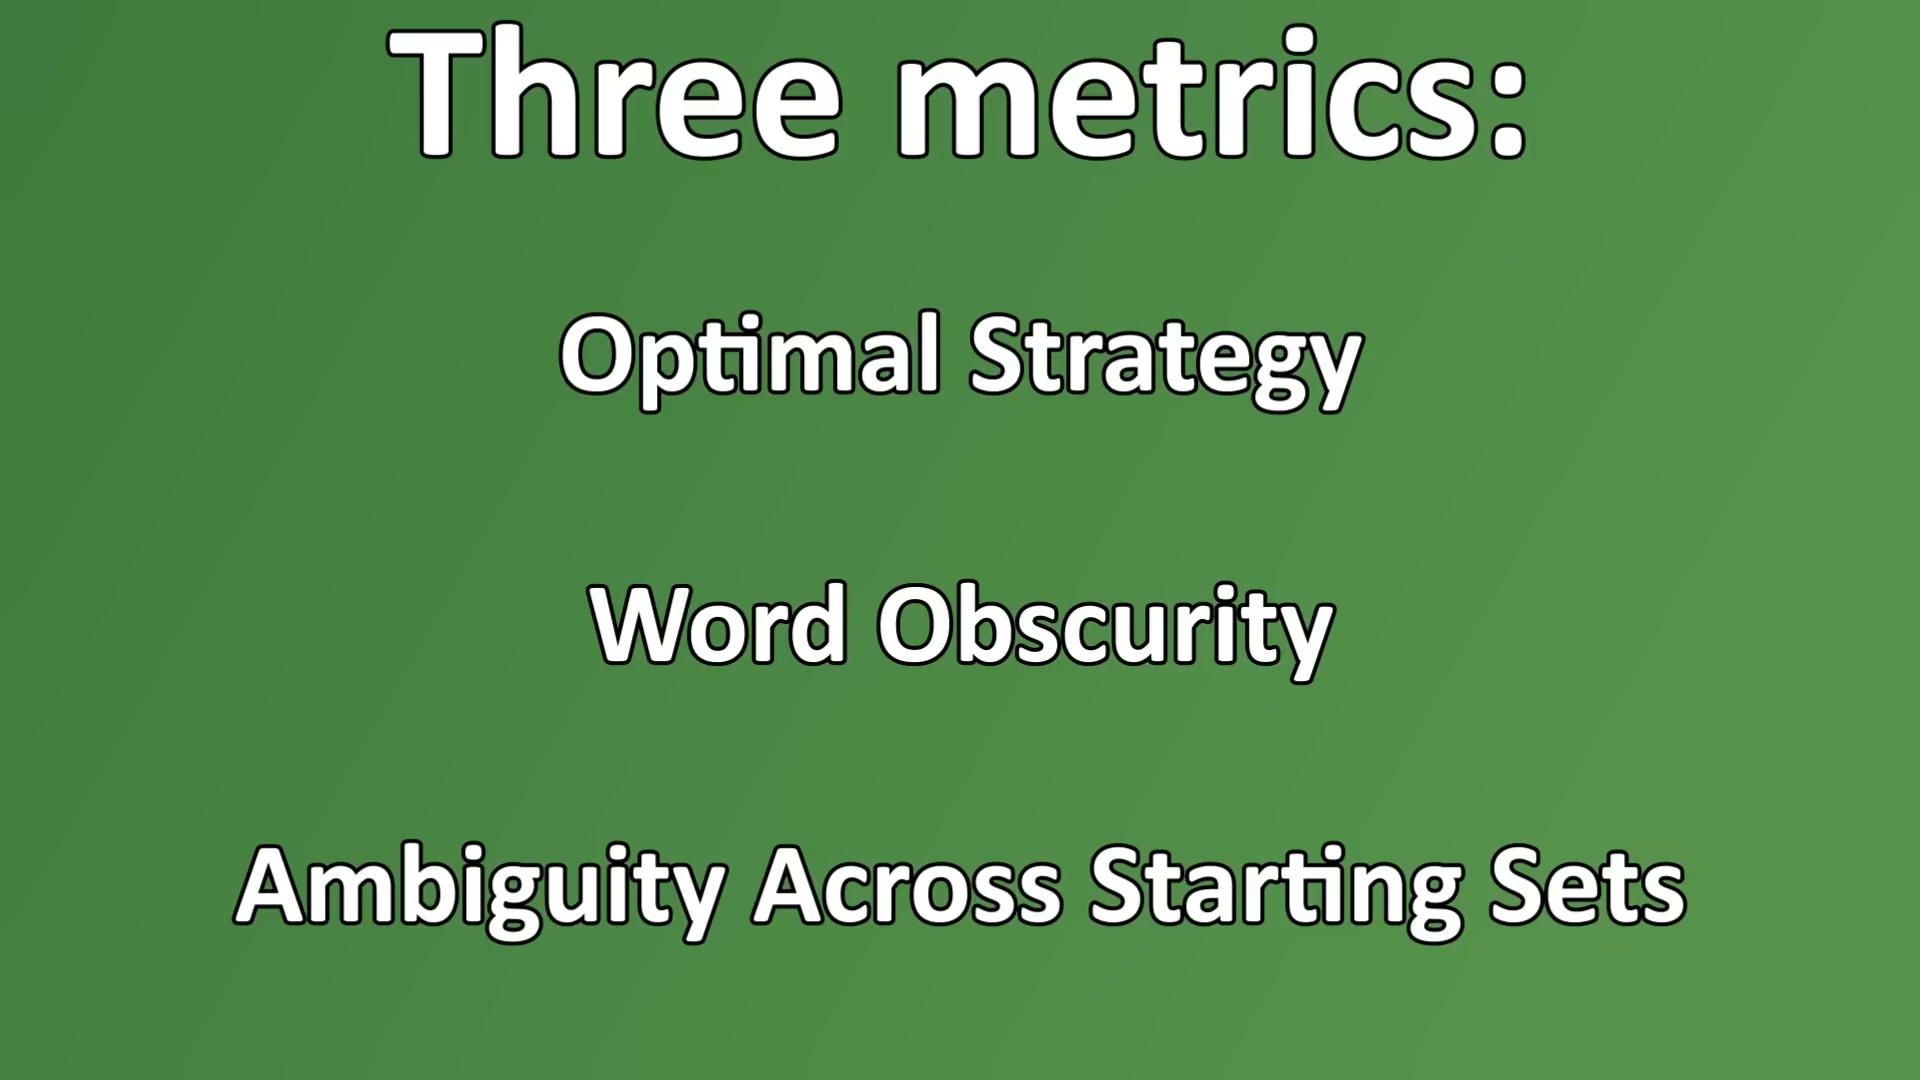 Three metrics:
Optimal Strategy
Word Obscurity
Ambiguity Across Starting Sets